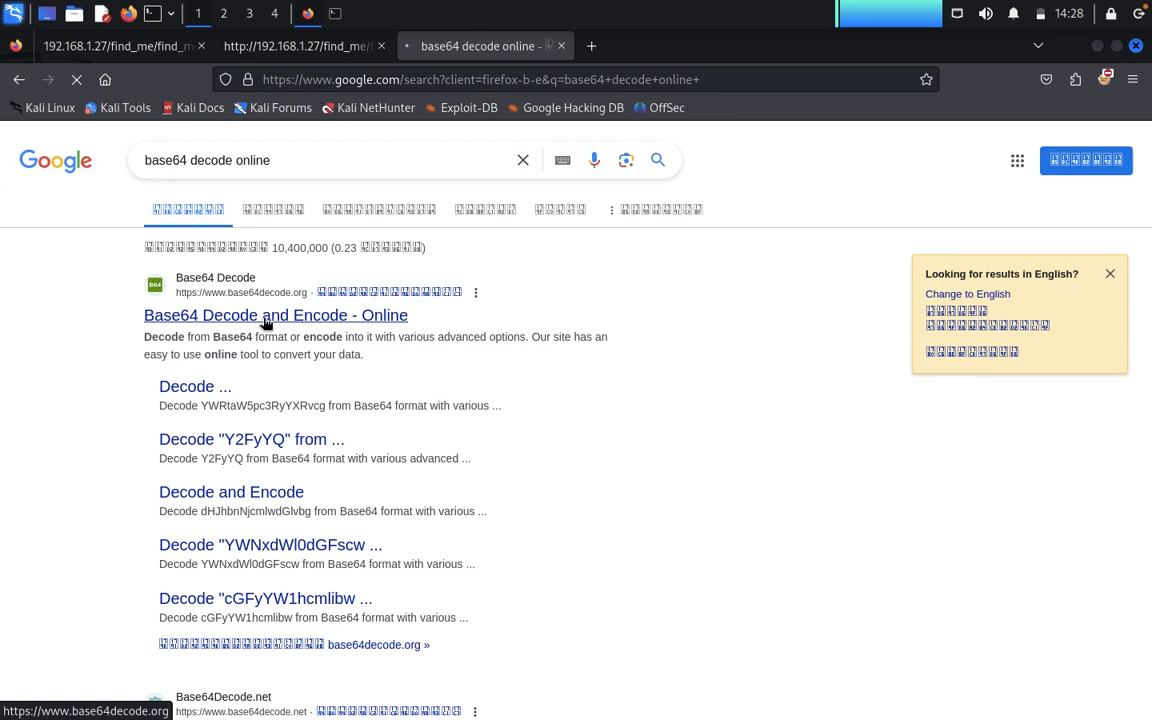 1 2 3 4 14:28
192.168.1.27/find_me/find_m http://192.168.1.27/find_me/f base64 decode online -
https://www.google.com/search?client=firefox-b-e&q=base64+decode+online+
Kali Linux Kali Tools Kali Docs Kali Forums Kali NetHunter Exploit-DB Google Hacking DB OffSec
Google base64 decode online
10,400,000 (0.23
Base64 Decode
https://www.base64decode.org ·
Base64 Decode and Encode - Online
Decode from Base64 format or encode into it with various advanced options. Our site has an
easy to use online tool to convert your data.
Decode ...
Decode YWRtaW5pc3RyYXRvcg from Base64 format with various ...
Decode "Y2FyYQ" from ...
Decode Y2FyYQ from Base64 format with various advanced ...
Decode and Encode
Decode dHJhbnNjcmlwdGlvbg from Base64 format with various ...
Decode "YWNxdWl0dGFscw ...
Decode YWNxdWl0dGFscw from Base64 format with various ...
Decode "cGFyYW1hcmlibw ...
Decode cGFyYW1hcmlibw from Base64 format with various ...
base64decode.org »
Base64Decode.net
https://www.base64decode.net ·
Looking for results in English?
Change to English
https://www.base64decode.org